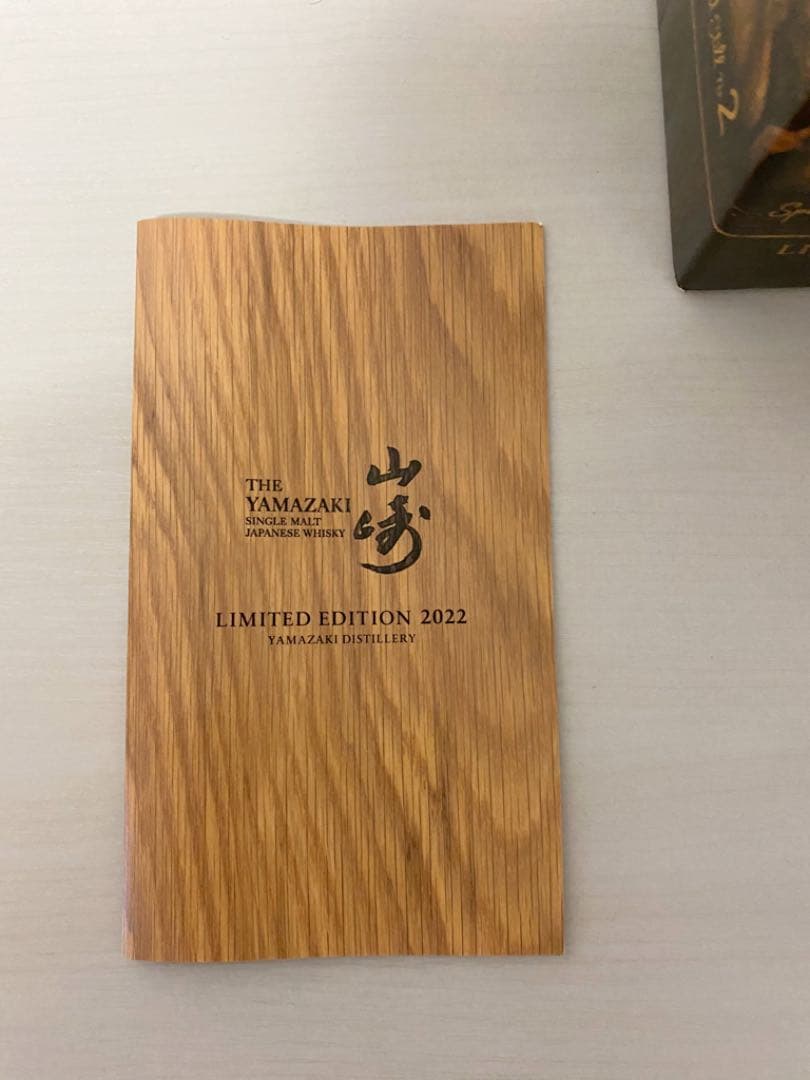 THE
YAMAZAKI
SINGLE MALT
JAPANESE WHISKY
山崎
LIMITED EDITION 2022
YAMAZAKI DISTILLERY